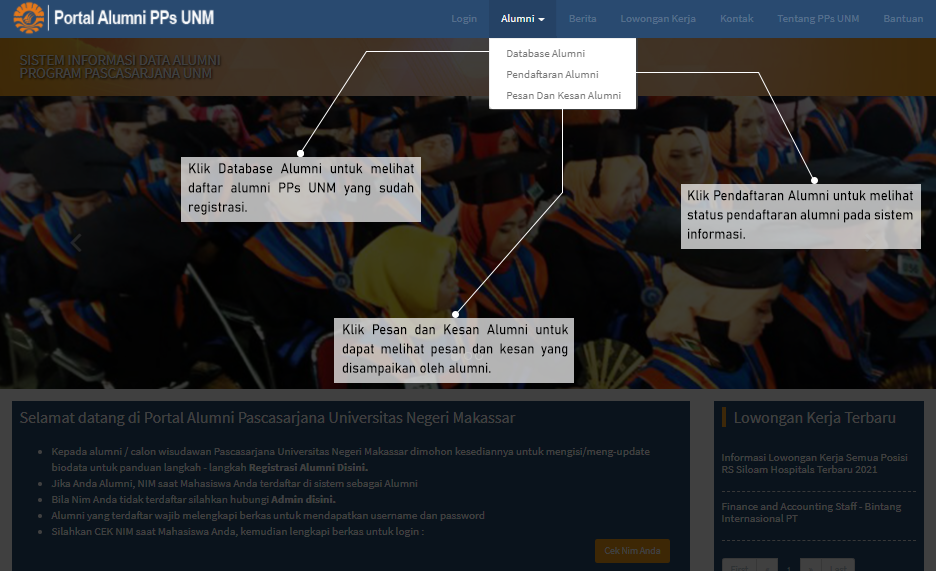 Portal Alumni PPs UNM
Login
Alumni
Berita
Lowongan Kerja
Kontak
Tentang PPs UNM
Bantuan
SISTEM INFORMASI DATA ALUMNI
PROGRAM PASCASARJANA UNM
Database Alumni
Pendaftaran Alumni
Pesan Dan Kesan Alumni
Klik Database Alumni untuk melihat
daftar alumni PPs UNM yang sudah
registrasi.
Klik Pendaftaran Alumni untuk melihat
status pendaftaran alumni pada sistem
informasi.
Klik Pesan dan Kesan Alumni untuk
dapat melihat pesan dan kesan yang
disampaikan oleh alumni.
Selamat datang di Portal Alumni Pascasarjana Universitas Negeri Makassar
Kepada alumni / calon wisudawan Pascasarjana Universitas Negeri Makassar dimohon kesediannya untuk mengisi/meng-update
biodata untuk panduan langkah - langkah Registrasi Alumni Disini.
Jika Anda Alumni, NIM saat Mahasiswa Anda terdaftar di sistem sebagai Alumni
Bila Nim Anda tidak terdaftar silahkan hubungi Admin disini.
Alumni yang terdaftar wajib melengkapi berkas untuk mendapatkan username dan password
Silahkan CEK NIM saat Mahasiswa Anda, kemudian lengkapi berkas untuk login :
Cek Nim Anda
Lowongan Kerja Terbaru
Informasi Lowongan Kerja Semua Posisi
RS Siloam Hospitals Terbaru 2021
Finance and Accounting Staff - Bintang
Internasional PT
First
1
Last